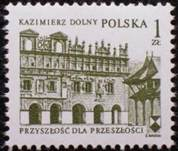 KAZIMIERZ DOLNY POLSKA 1
ZŁ
PRZYSZŁOŚĆ DLA PRZESZŁOŚCI